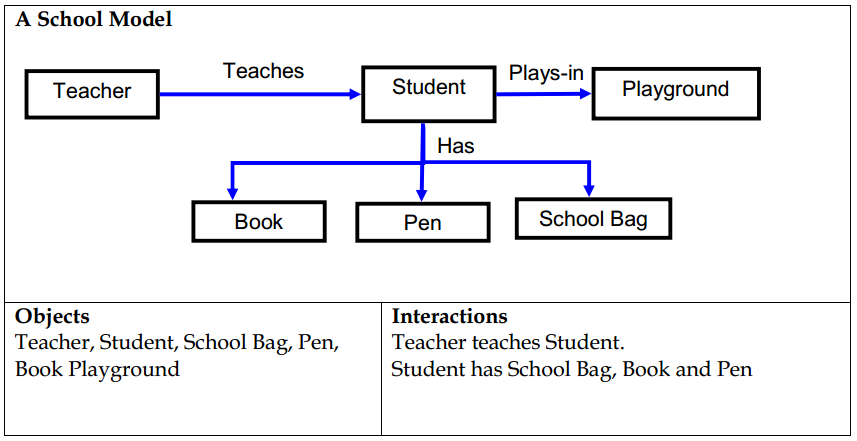 A School Model
Teaches
Plays-in
Teacher
Student
Playground
Has
Book
Pen
School Bag
Objects
Teacher, Student, School Bag, Pen,
Book Playground
Interactions
Teacher teaches Student.
Student has School Bag, Book and Pen